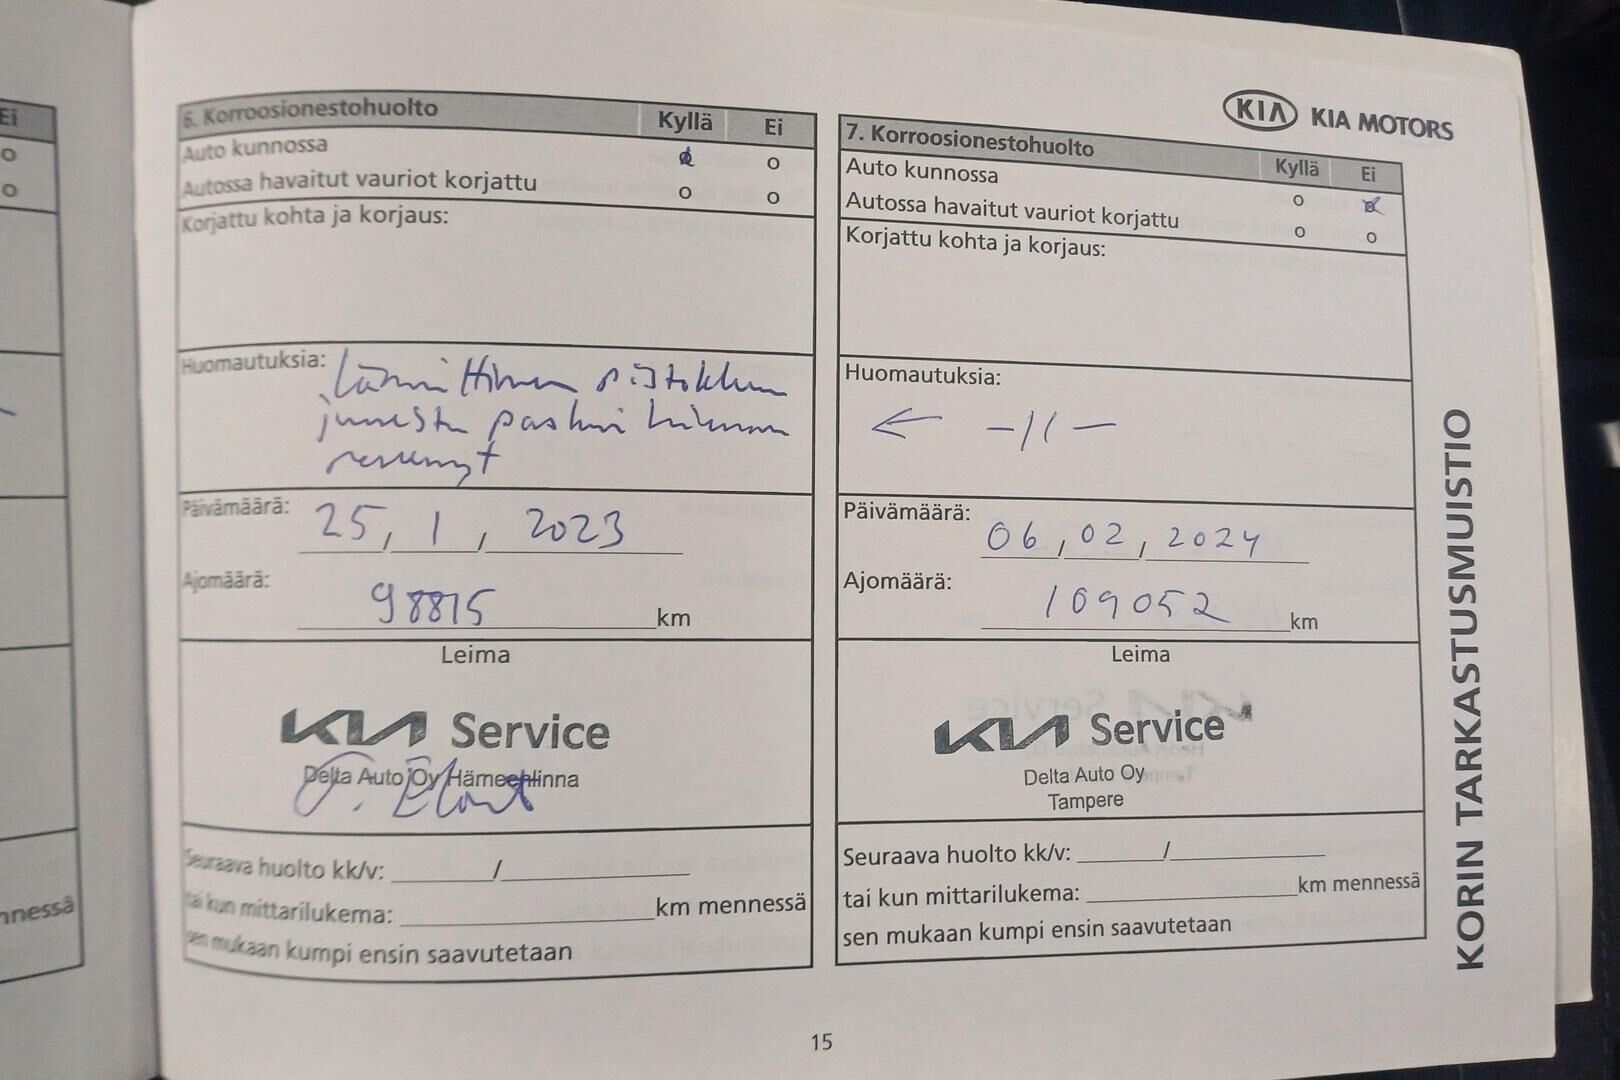 Ei
o
o
nnessä
6. Korroosionestohuolto Kyllä Ei
Auto kunnossa o o
Autossa havaitut vauriot korjattu o o
Korjattu kohta ja korjaus:
Huomautuksia: Lämmittimen pistokkeen
25, 1, 2023
Päivämäärä: / /
Ajomäärä: 98815 km
Leima
KIA Service
Delta Auto Oy Hämeenlinna
Seuraava huolto kk/v: /
tai kun mittarilukema: km mennessä
sen mukaan kumpi ensin saavutetaan
KIA KIA MOTORS
7. Korroosionestohuolto Kyllä Ei
Auto kunnossa o o
Autossa havaitut vauriot korjattu o o
Korjattu kohta ja korjaus:
Huomautuksia:
← -||-
Päivämäärä: 06, 02, 2024
Ajomäärä: 109052 km
Leima
KIA Service
Delta Auto Oy
Tampere
Seuraava huolto kk/v: /
tai kun mittarilukema: km mennessä
sen mukaan kumpi ensin saavutetaan
KORIN TARKASTUSMUISTIO
15